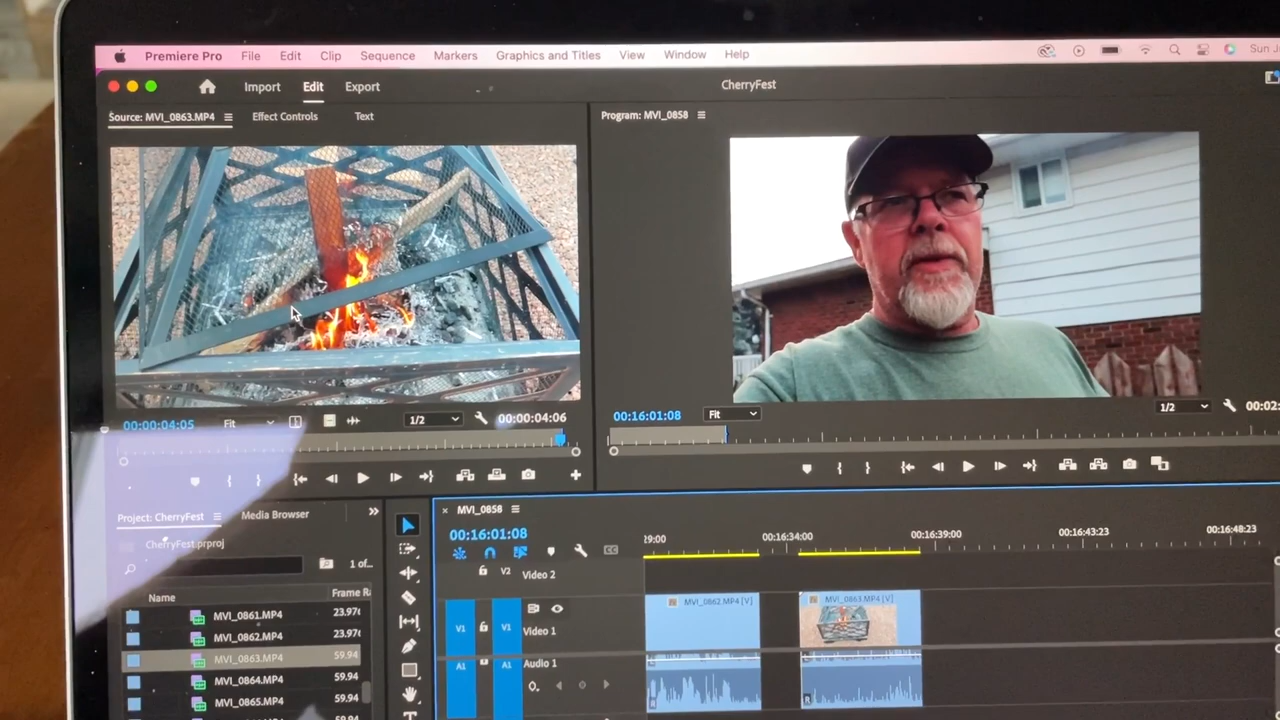 Premiere Pro File Edit Clip Sequence Markers Graphics and Titles View Window Help
Import Edit Export CherryFest
Source: MVI_0863.MP4 Effect Controls Text
Program: MVI_0858
00:00:04:05 Fit 1/2 00:00:04:06
00:16:01:08 Fit 1/2
Project: CherryFest Media Browser
CherryFest.prproj
1 of...
Name Frame Ra
MVI_0861.MP4 23.976
MVI_0862.MP4 23.976
MVI_0863.MP4 59.94
MVI_0864.MP4 59.94
MVI_0865.MP4 59.94
MVI_0858
00:16:01:08
29:00 00:16:34:00 00:16:39:00 00:16:43:23 00:16:48:23
V2 Video 2
MVI_0862.MP4 [V] MVI_0863.MP4 [V]
V1 V1 Video 1
A1 A1 Audio 1